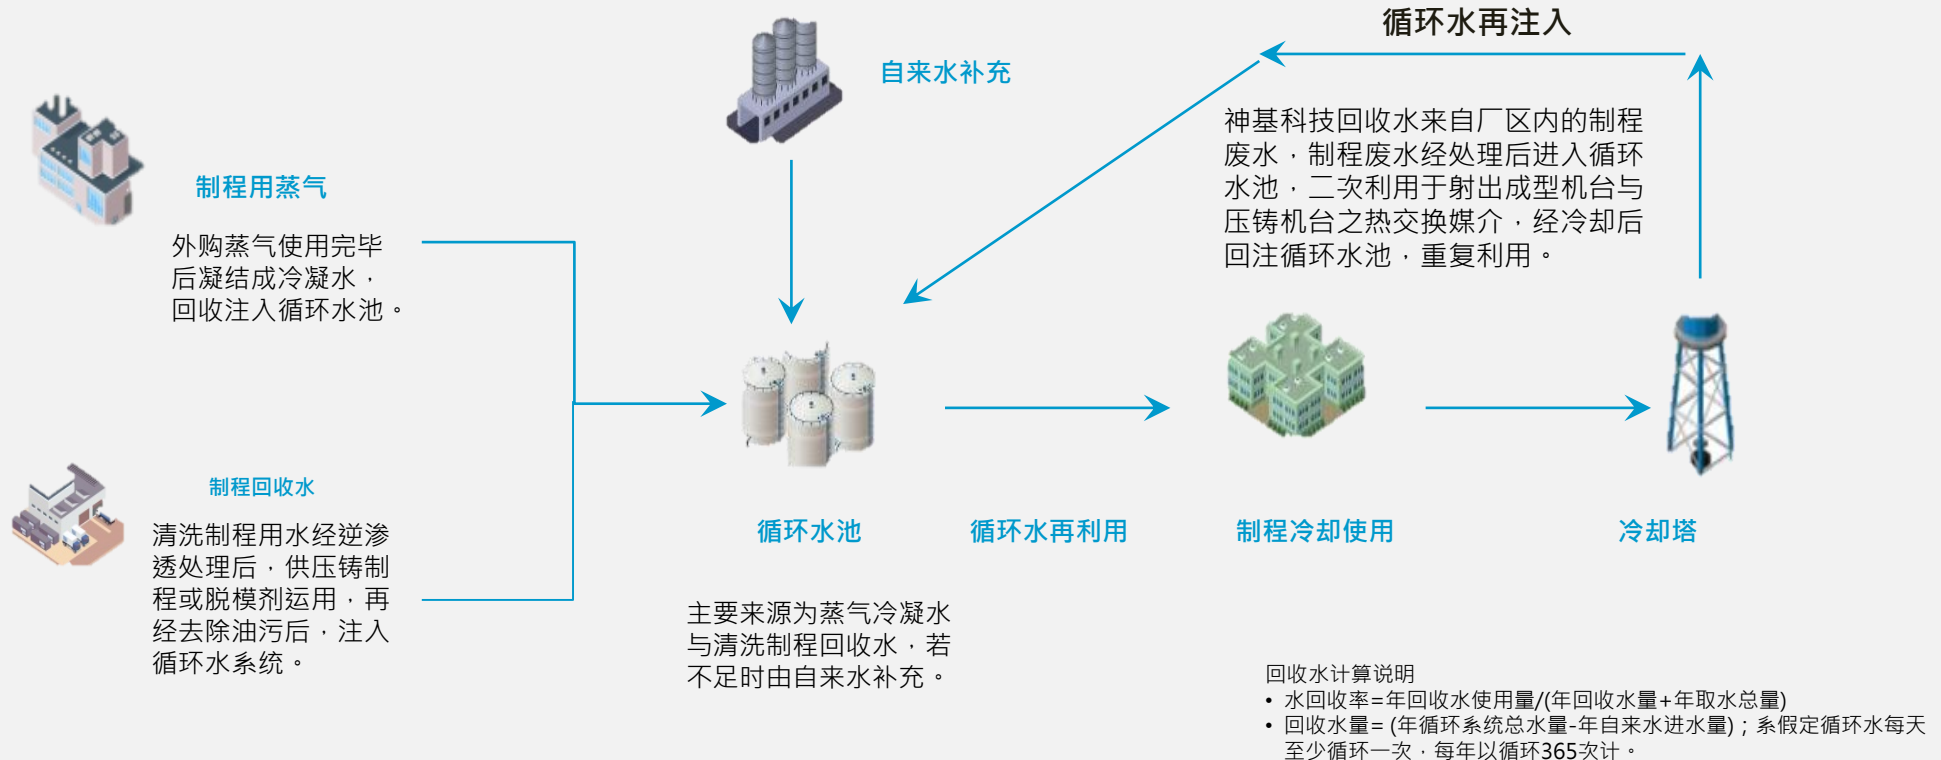 循环水再注入
自来水补充
神基科技回收水来自厂区内的制程
废水，制程废水经处理后进入循环
水池，二次利用于射出成型机台与
压铸机台之热交换媒介，经冷却后
回注循环水池，重复利用。
制程用蒸气
外购蒸气使用完毕
后凝结成冷凝水，
回收注入循环水池。
制程回收水
清洗制程用水经逆渗
透处理后，供压铸制
程或脱模剂运用，再
经去除油污后，注入
循环水系统。
循环水池
循环水再利用
制程冷却使用
冷却塔
主要来源为蒸气冷凝水
与清洗制程回收水，若
不足时由自来水补充。
回收水计算说明
• 水回收率=年回收水使用量/(年回收水量+年取水总量)
• 回收水量= (年循环系统总水量-年自来水进水量)；系假定循环水每天
至少循环一次，每年以循环365次计。